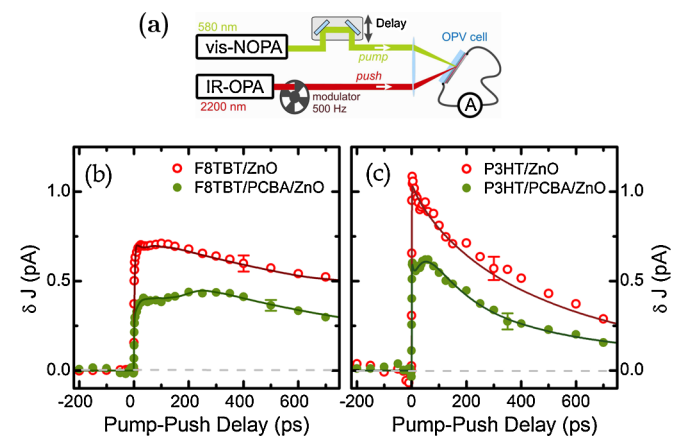 (a)
580 nm
vis-NOPA
Delay
pump
OPV cell
IR-OPA
push
2200 nm
modulator
500 Hz
A
(b)
F8TBT/ZnO
F8TBT/PCBA/ZnO
(c)
P3HT/ZnO
P3HT/PCBA/ZnO
δ J (pA)
1.0
0.5
0.0
-200 0 200 400 600
Pump-Push Delay (ps)
1.0
0.5
0.0
δ J (pA)
-200 0 200 400 600
Pump-Push Delay (ps)